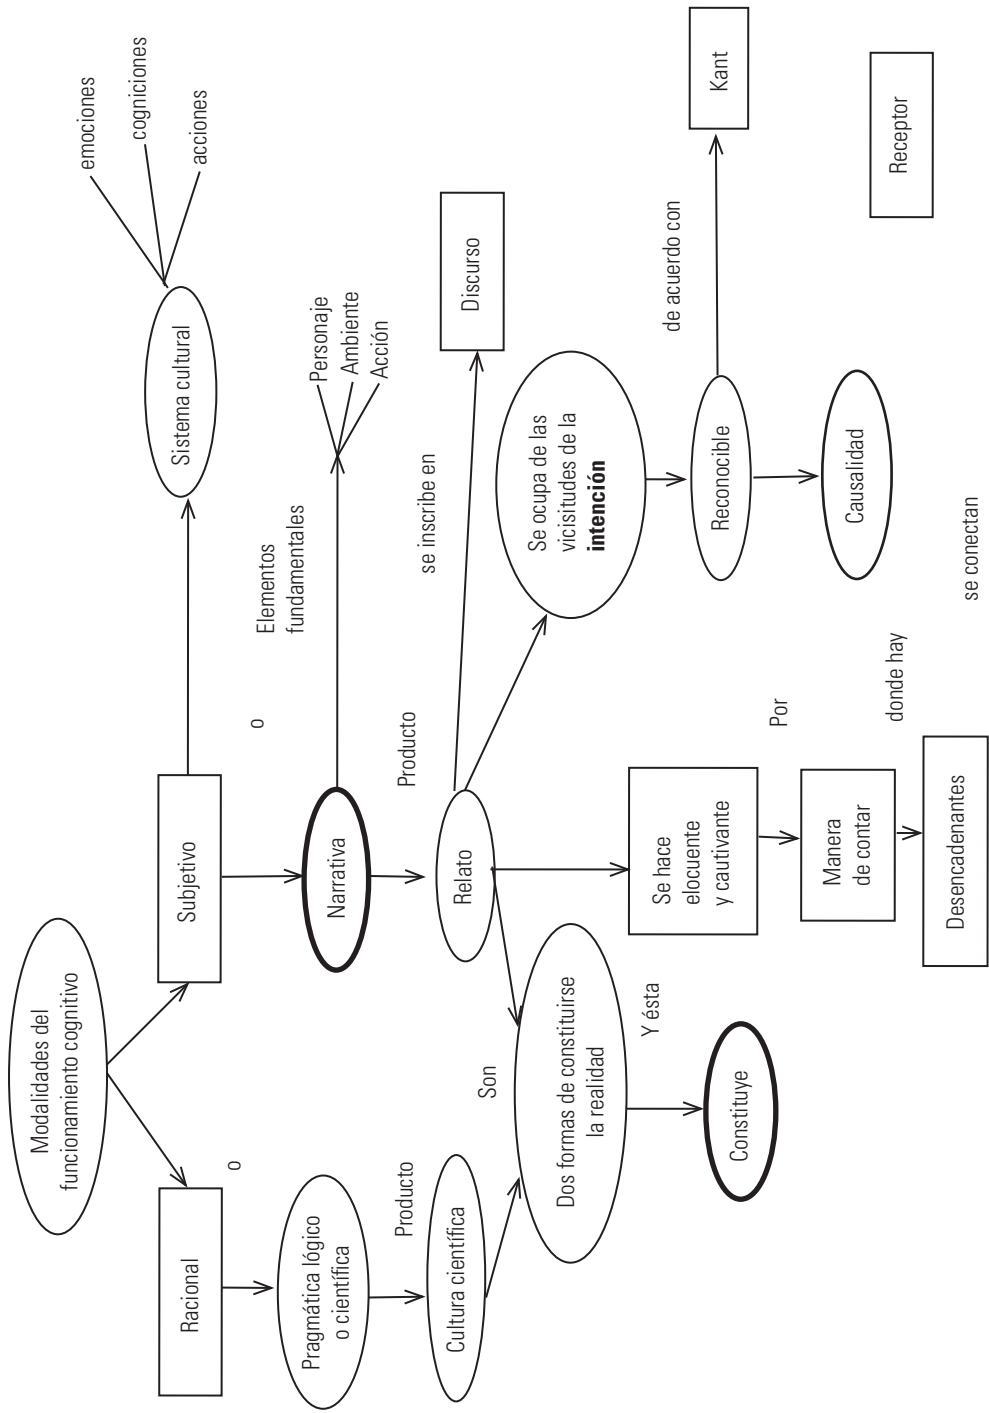 Modalidades del
funcionamiento cognitivo
Racional
Subjetivo
Sistema cultural
emociones
cogniciones
acciones
o
o
Elementos
fundamentales
Pragmática lógico
o científica
Narrativa
Personaje
Ambiente
Acción
Producto
Producto
se inscribe en
Cultura científica
Relato
Discurso
Son
Dos formas de constituirse
la realidad
Se ocupa de las
vicisitudes de la
intención
Y ésta
Se hace
elocuente
y cautivante
de acuerdo con
Constituye
Reconocible
Kant
Por
Manera
de contar
Causalidad
donde hay
Receptor
Desencadenantes
se conectan